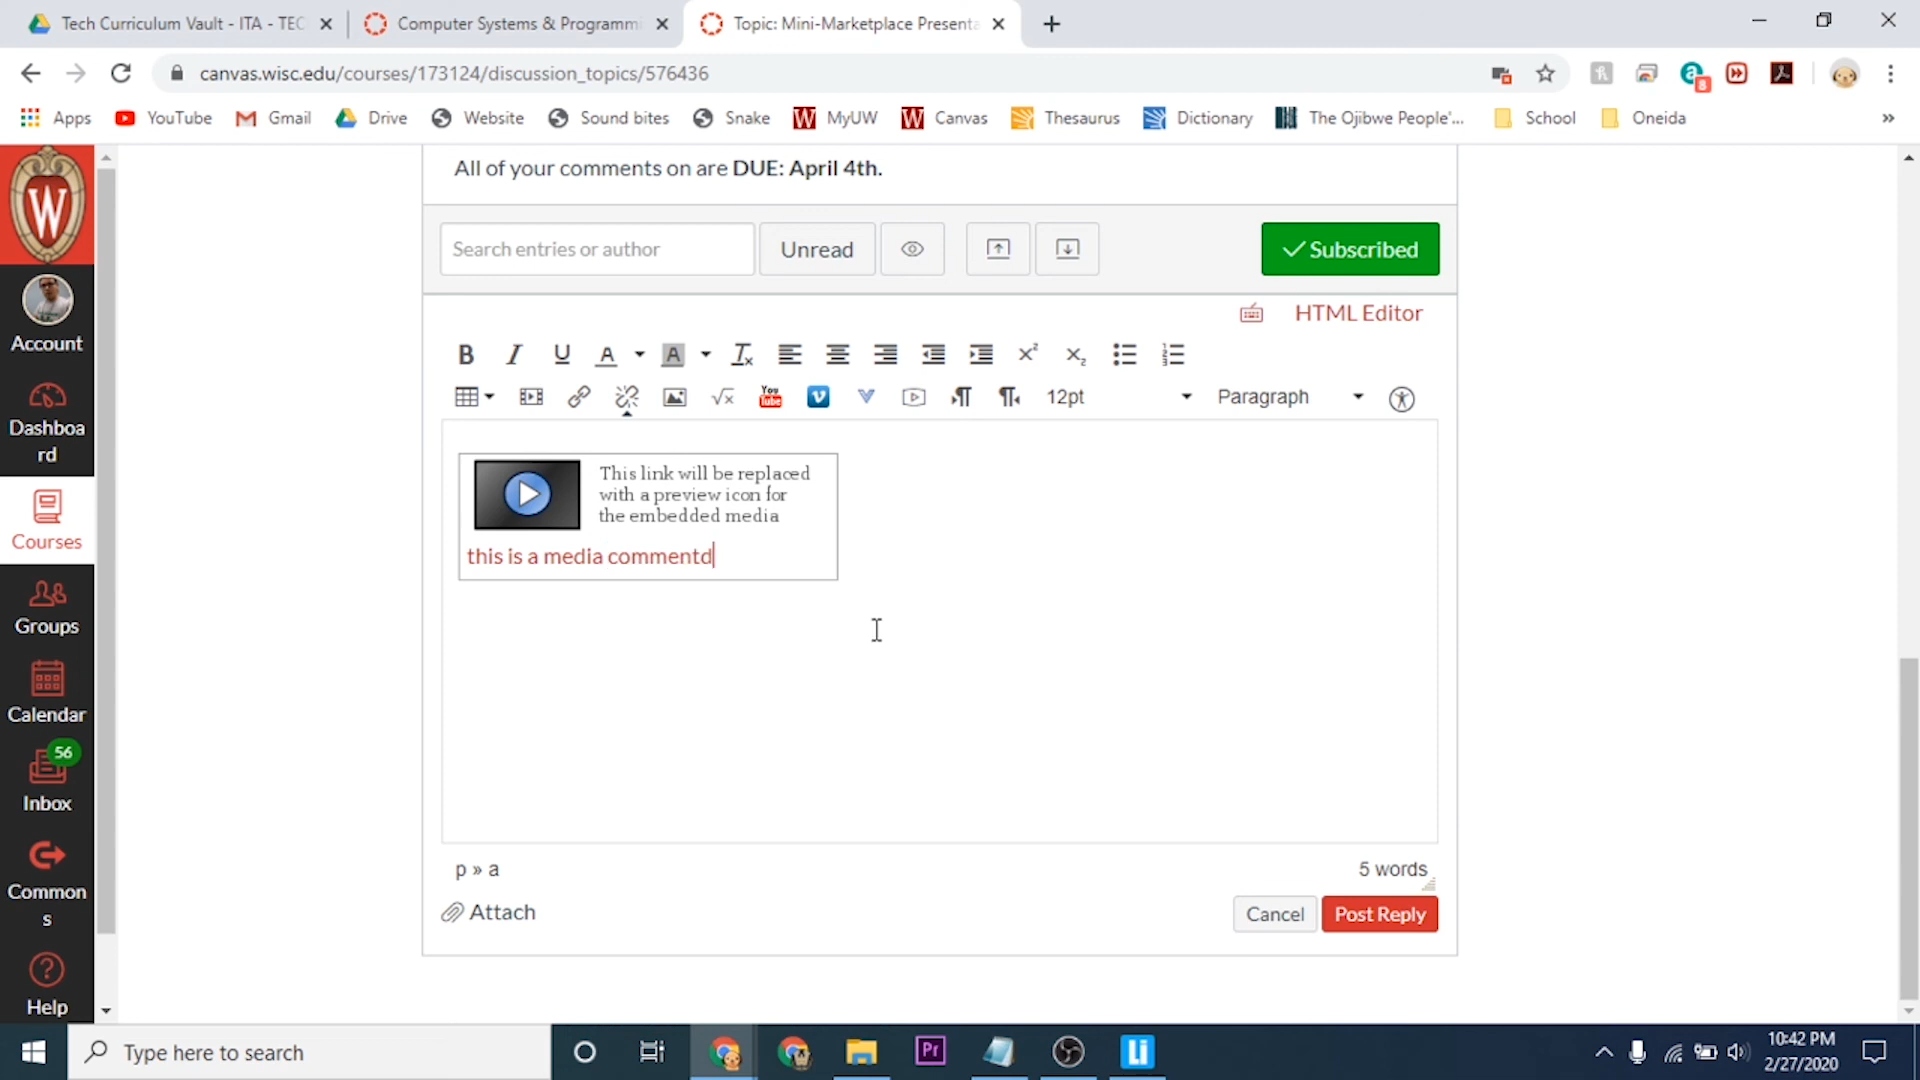 Tech Curriculum Vault - ITA - TEC
Computer Systems & Programmi
Topic: Mini-Marketplace Presenta
canvas.wisc.edu/courses/173124/discussion_topics/576436
8
Apps
YouTube
Gmail
Drive
Website
Sound bites
Snake
MyUW
Canvas
Thesaurus
Dictionary
The Ojibwe People'...
School
Oneida
»
W
Account
Dashboa
rd
Courses
Groups
Calendar
56
Inbox
Common
s
Help
All of your comments on are DUE: April 4th.
Search entries or author
Unread
Subscribed
HTML Editor
12pt
Paragraph
This link will be replaced
with a preview icon for
the embedded media
this is a media commentd
p » a
5 words
Attach
Cancel
Post Reply
Type here to search
Pr
Li
10:42 PM
2/27/2020